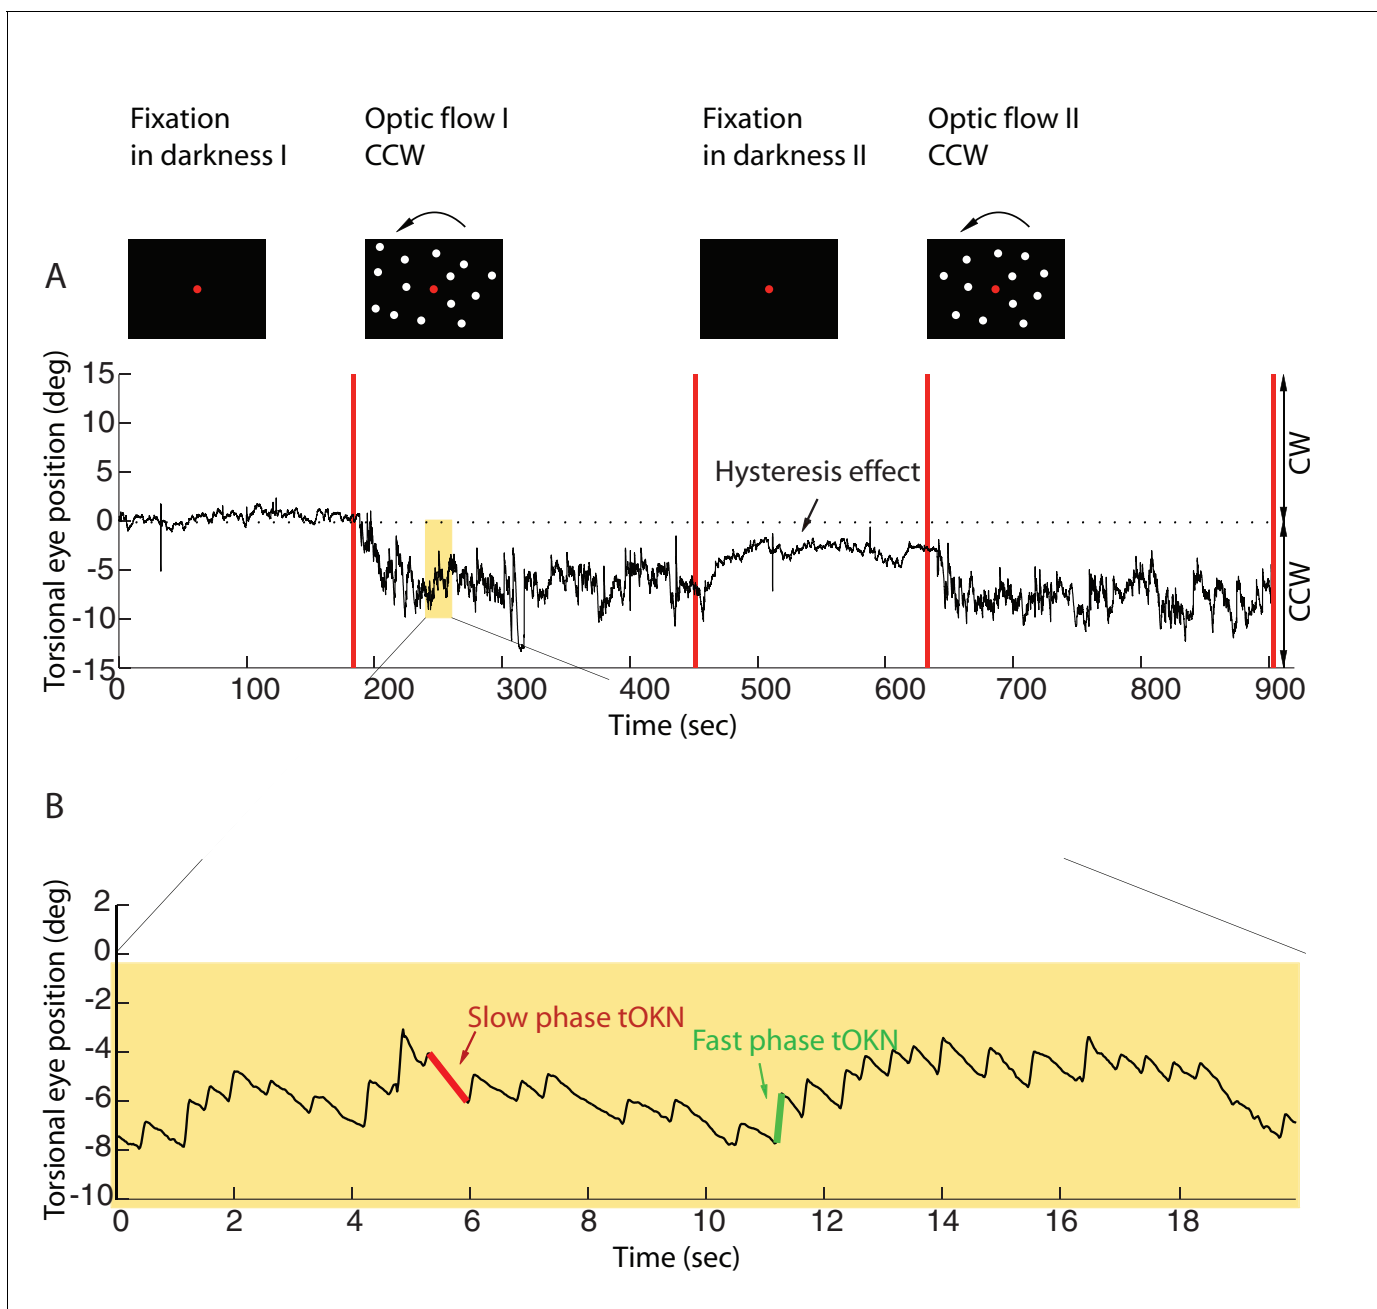 Fixation
in darkness I
Optic flow I
CCW
Fixation
in darkness II
Optic flow II
CCW
A
Torsional eye position (deg)
15
10
5
0
-5
-10
-15
Hysteresis effect
CW
CCW
0 100 200 300 400 500 600 700 800 900
Time (sec)
B
Torsional eye position (deg)
2
0
-2
-4
-6
-8
-10
Slow phase tOKN
Fast phase tOKN
0 2 4 6 8 10 12 14 16 18
Time (sec)